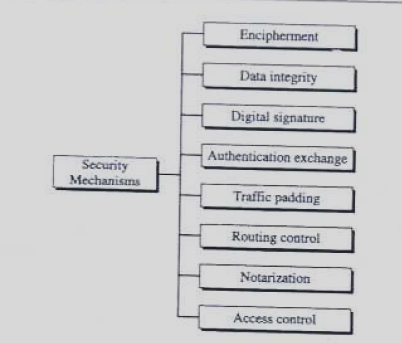 Encipherment
Data integrity
Digital signature
Authentication exchange
Security
Mechanisms
Traffic padding
Routing control
Notarization
Access control